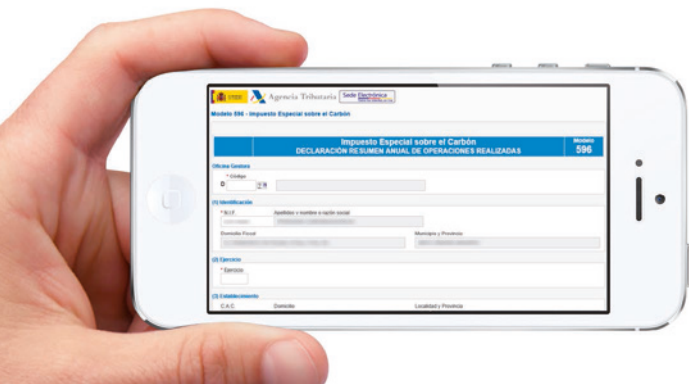 Agencia Tributaria Sede Electrónica
Modelo 596 - Impuesto Especial sobre el Carbón
Impuesto Especial sobre el Carbón Modelo
DECLARACIÓN RESUMEN ANUAL DE OPERACIONES REALIZADAS 596
Oficina Gestora
* Código
D
(1) Identificación
* N.I.F. Apellidos y nombre o razón social
Domicilio Fiscal Municipio y Provincia
(2) Ejercicio
* Ejercicio
(3) Establecimiento
C.A.C. Domicilio Localidad y Provincia